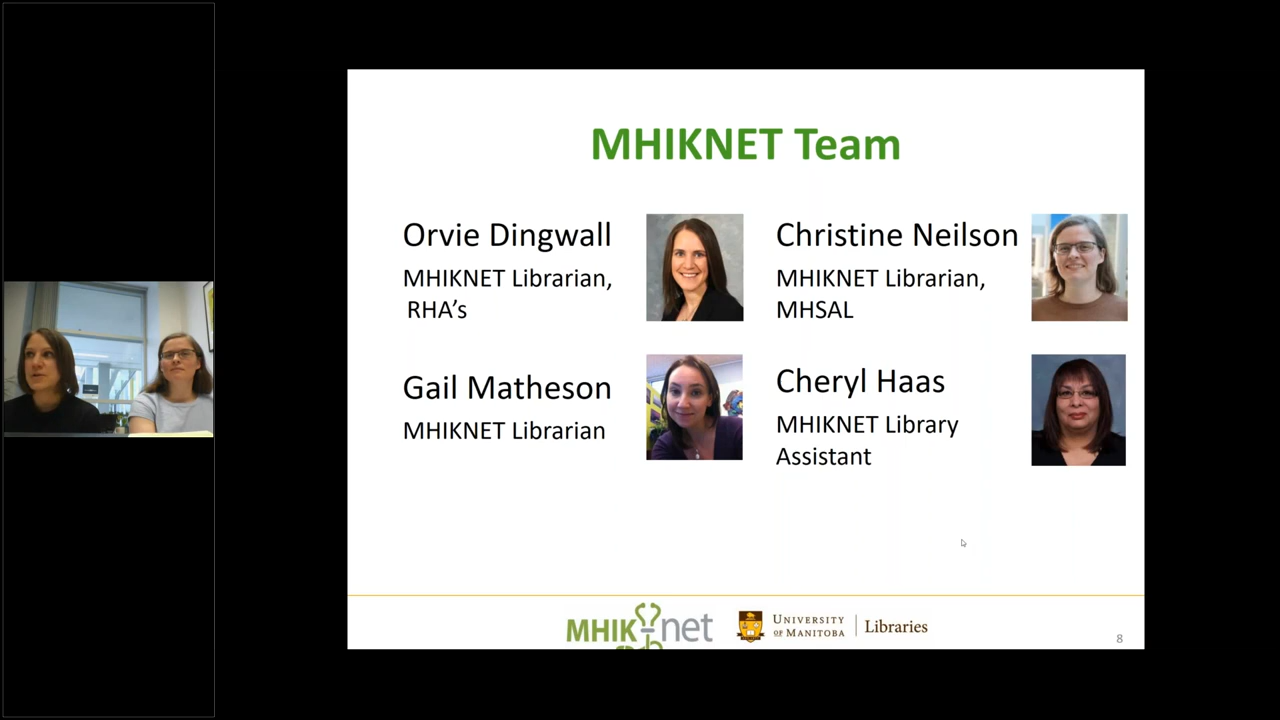 MHIKNET Team
Orvie Dingwall
MHIKNET Librarian,
RHA's
Christine Neilson
MHIKNET Librarian,
MHSAL
Gail Matheson
MHIKNET Librarian
Cheryl Haas
MHIKNET Library
Assistant
MHIK net
UNIVERSITY
OF MANITOBA
Libraries
8